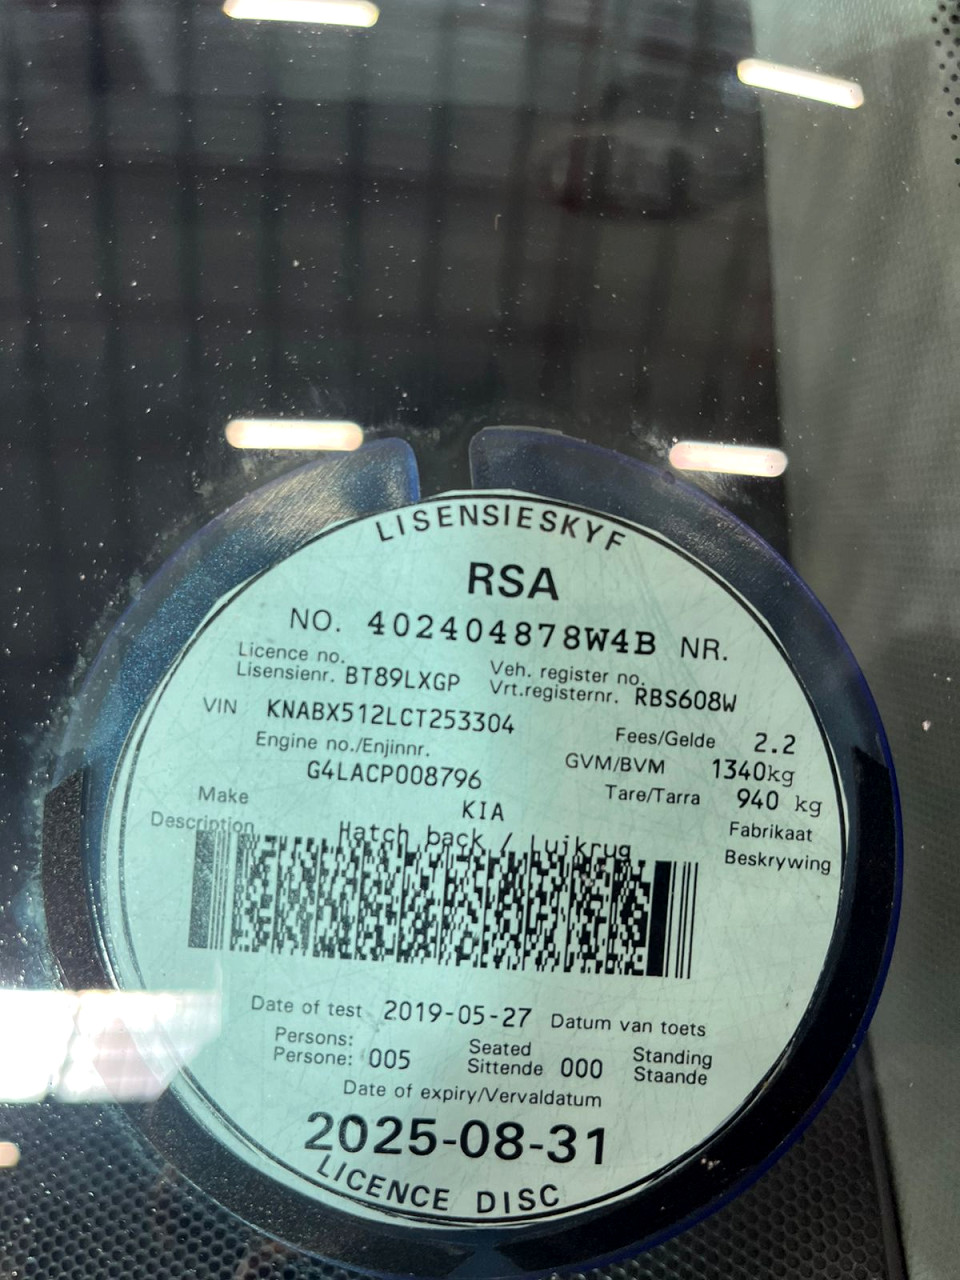 LISENSIESKYF
RSA
NO. 402404878W4B NR.
Licence no. Veh. register no.
Lisensienr. BT89LXGP Vrt.registernr. RBS608W
VIN KNABX512LCT253304
Fees/Gelde 2.2
Engine no./Enjinnr. GVM/BVM 1340kg
G4LACP008796 Tare/Tarra 940 kg
Make KIA Fabrikaat
Description Hatch back / Luikrug Beskrywing
Date of test 2019-05-27 Datum van toets
Persons: Seated Standing
Persone: 005 Sittende 000 Staande
Date of expiry/Vervaldatum
2025-08-31
LICENCE DISC